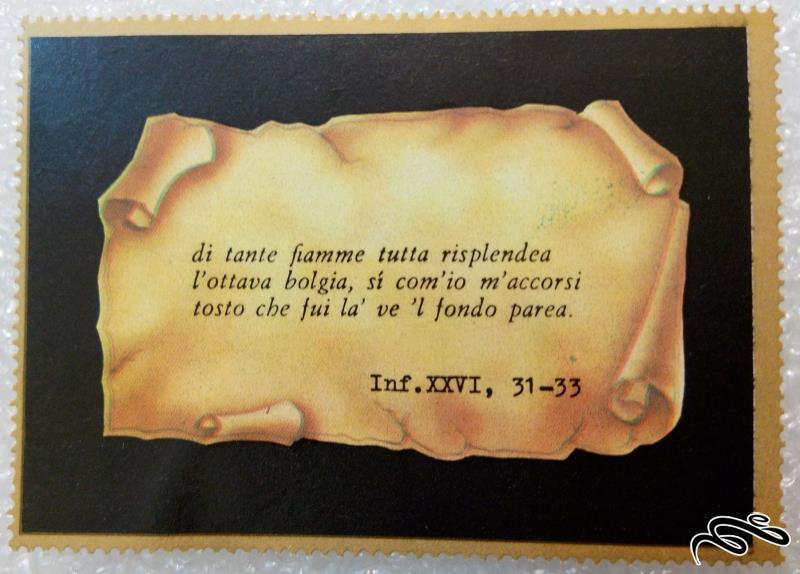 di tante fiamme tutta risplendea
l'ottava bolgia, sí com'io m'accorsi
tosto che fui la' ve 'l fondo parea.
Inf.XXVI, 31-33